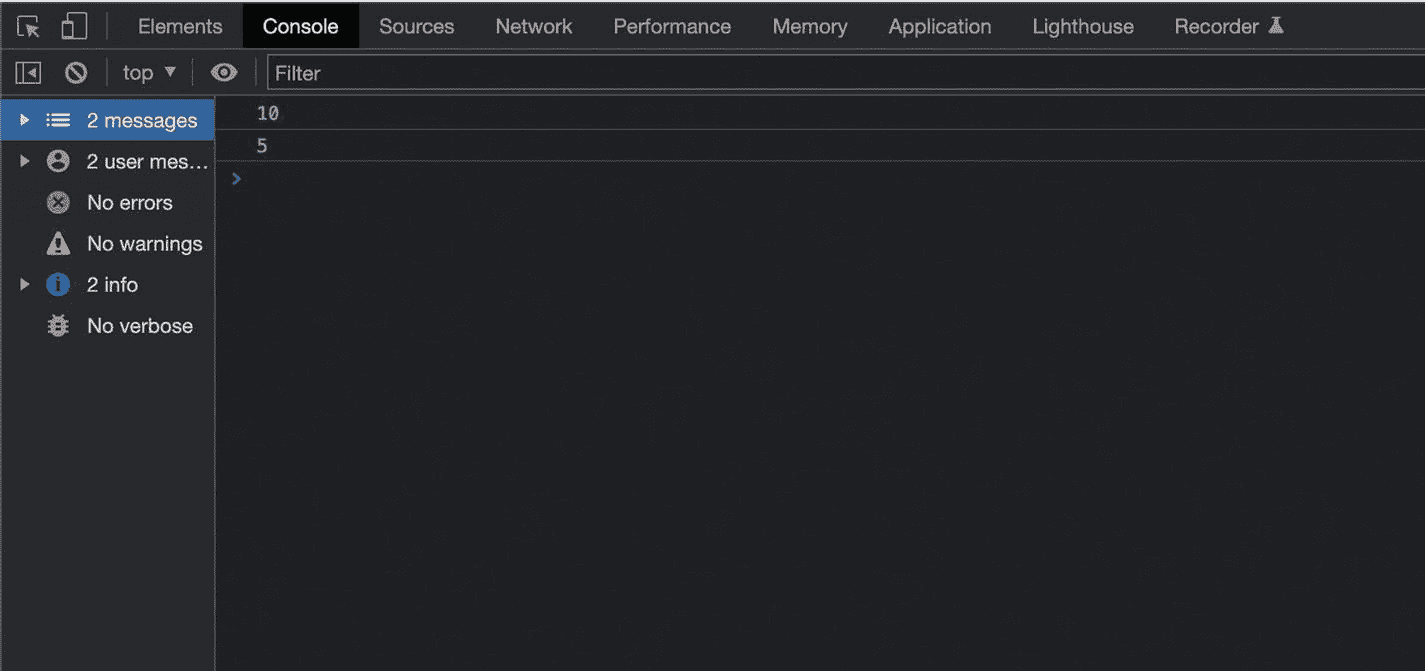 Elements Console Sources Network Performance Memory Application Lighthouse Recorder
top Filter
2 messages
2 user mes…
No errors
No warnings
2 info
No verbose
10
5